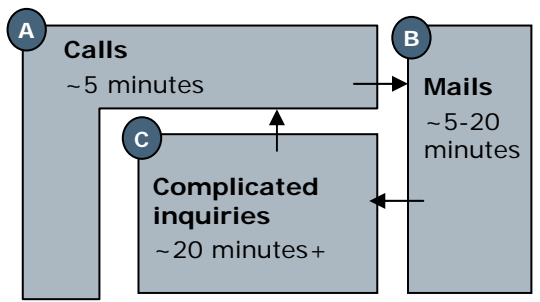 A
Calls
~5 minutes
B
Mails
~5-20
minutes
C
Complicated
inquiries
~20 minutes+